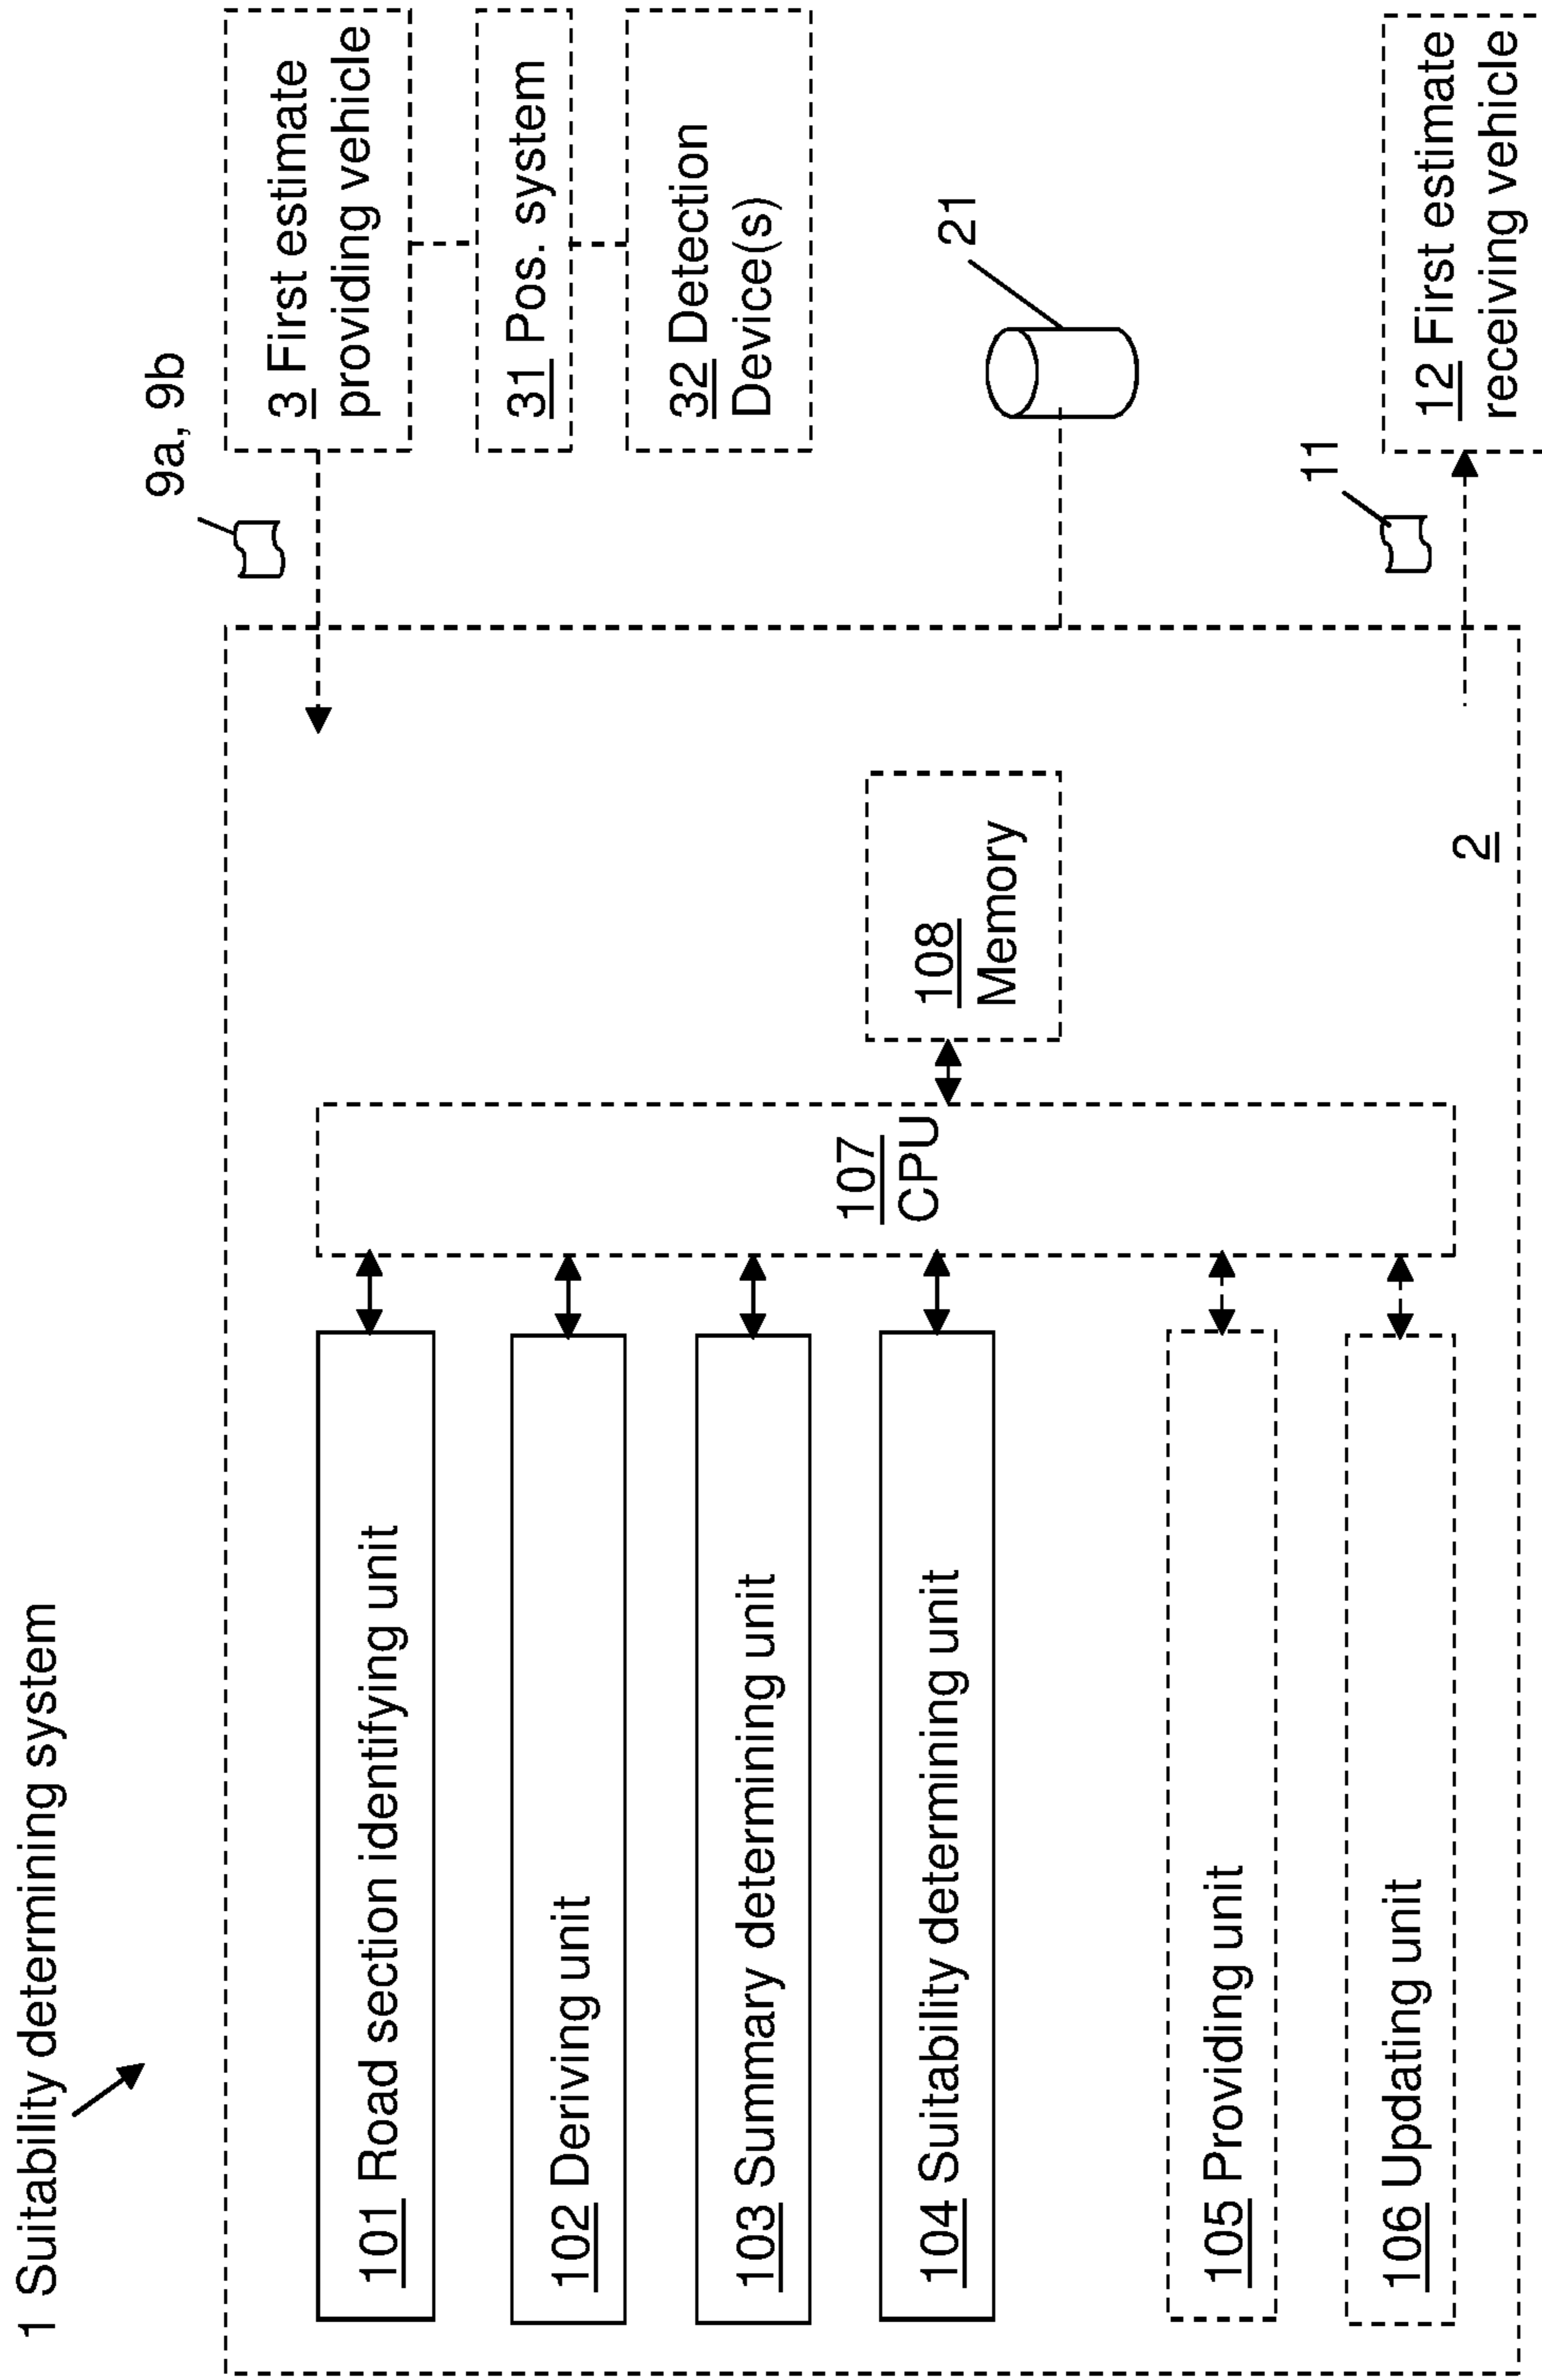 1 Suitability determining system
9a, 9b
101 Road section identifying unit
102 Deriving unit
103 Summary determining unit
104 Suitability determining unit
105 Providing unit
106 Updating unit
107
CPU
108
Memory
2
3 First estimate
providing vehicle
31 Pos. system
32 Detection
Device(s)
21
11
12 First estimate
receiving vehicle